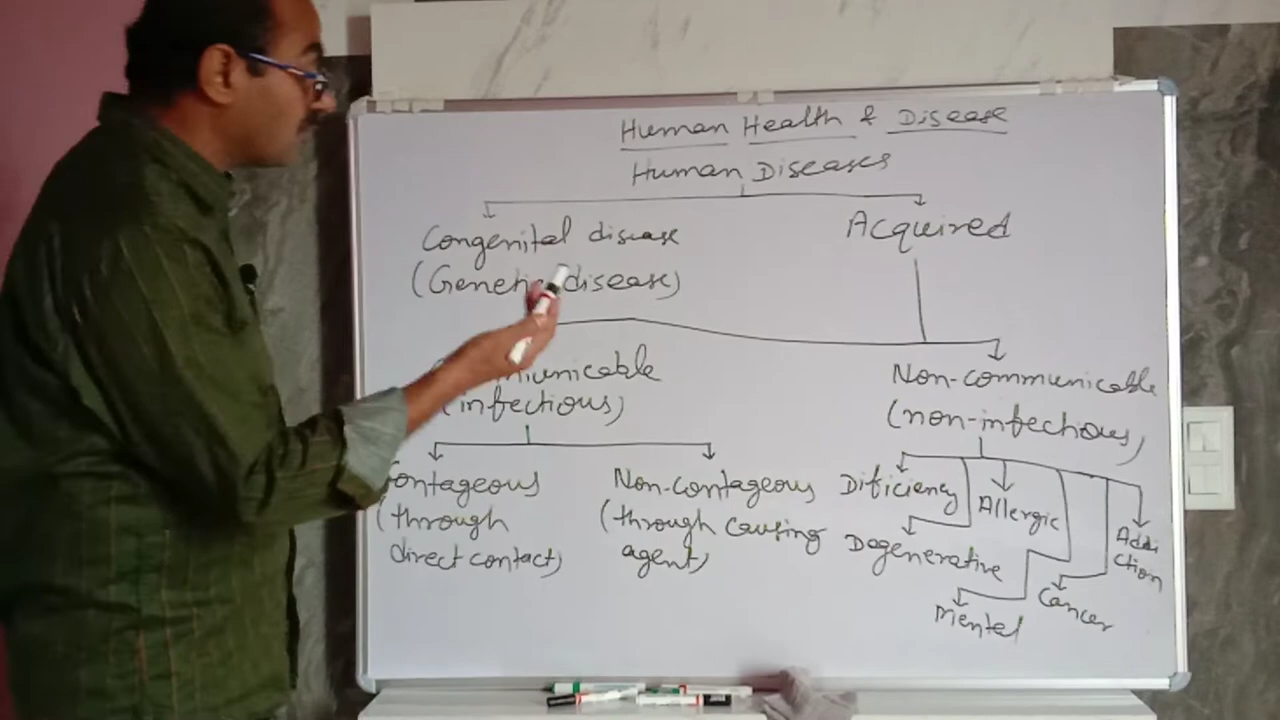 Human Health & Disease
Human Diseases
Congenital disease
(Genetic disease)
Acquired
municable
(infectious)
Non-communicable
(non-infectious)
Contageous
(through
direct contact)
Non-contageous
(through causing
agent)
Dificiency
Degenerative
Allergic
Mental
Cancer
Addi
ction